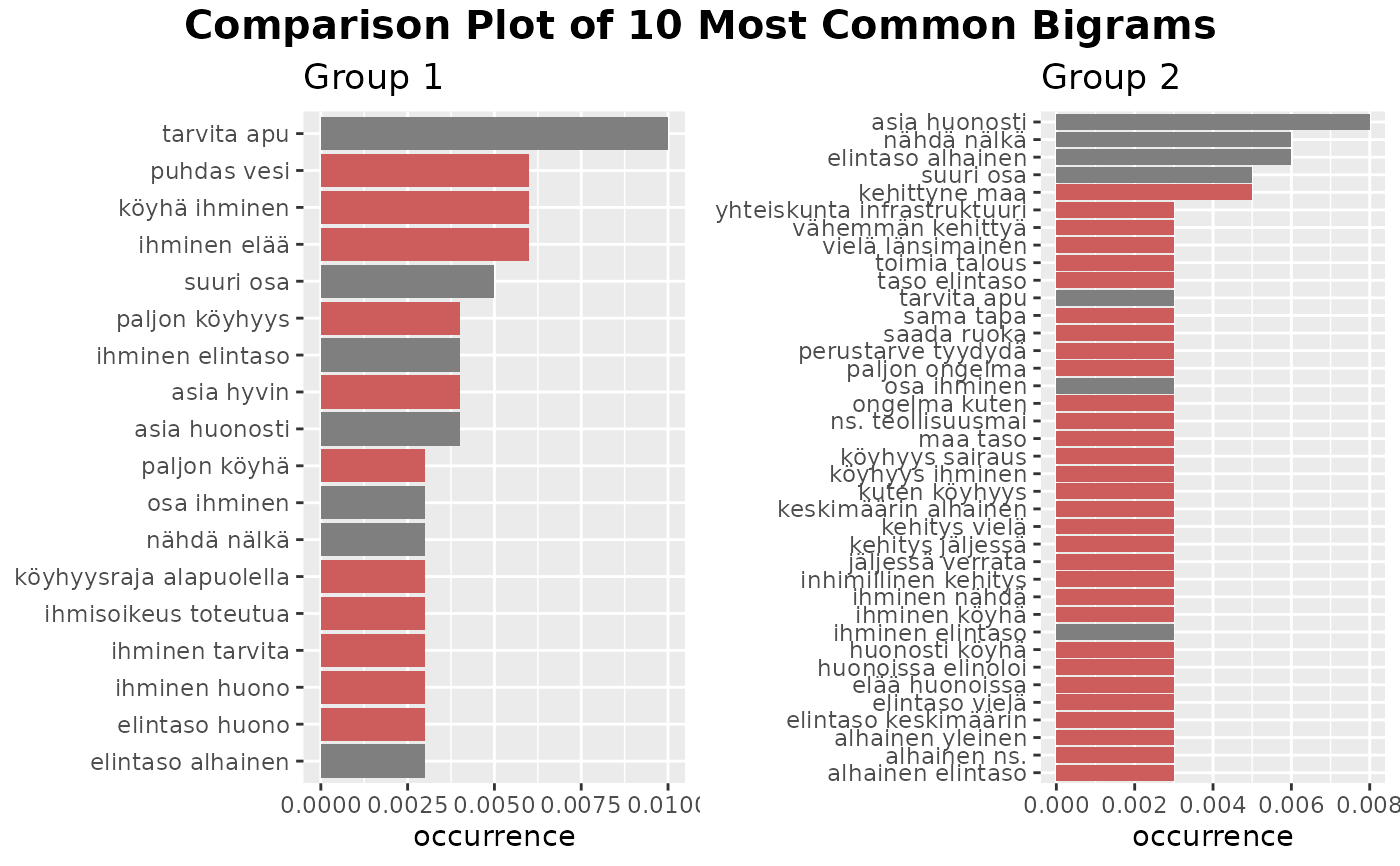 Comparison Plot of 10 Most Common Bigrams
Group 1
tarvita apu
puhdas vesi
köyhä ihminen
ihminen elää
suuri osa
paljon köyhyys
ihminen elintaso
asia hyvin
asia huonosti
paljon köyhä
osa ihminen
nähdä nälkä
köyhyysraja alapuolella
ihmisoikeus toteutua
ihminen tarvita
ihminen huono
elintaso huono
elintaso alhainen
0.0000 0.0025 0.0050 0.0075 0.0100
occurrence
Group 2
asia huonosti
nähdä nälkä
elintaso alhainen
suuri osa
kehittyne maa
yhteiskunta infrastruktuuri
vähemmän kehittyä
vielä länsimainen
toimia talous
taso elintaso
tarvita apu
sama tapa
saada ruoka
perustarve tyydydä
paljon ongelma
osa ihminen
ongelma kuten
ns. teollisuusmai
maa taso
köyhyys sairaus
köyhyys ihminen
kuten köyhyys
keskimäärin alhainen
kehitys vielä
kehitys jäljessä
jäljessä verrata
inhimillinen kehitys
ihminen nähdä
ihminen köyhä
ihminen elintaso
huonosti köyhä
huonoissa elinoloi
elää huonoissa
elintaso vielä
elintaso keskimäärin
alhainen yleinen
alhainen ns.
alhainen elintaso
0.000 0.002 0.004 0.006 0.008
occurrence